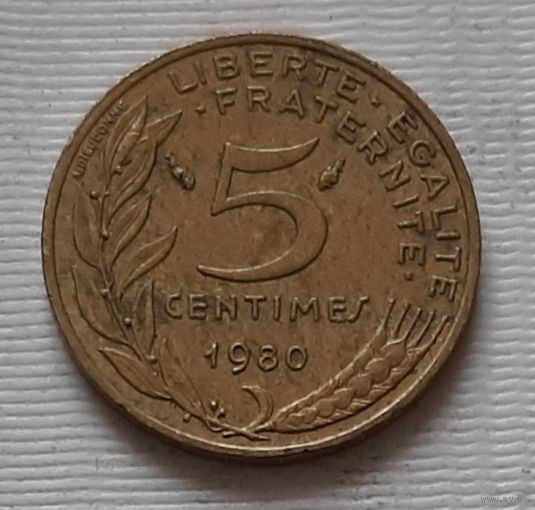 LIBERTE · EGALITE
· FRATERNITE ·
5
CENTIMES
1980